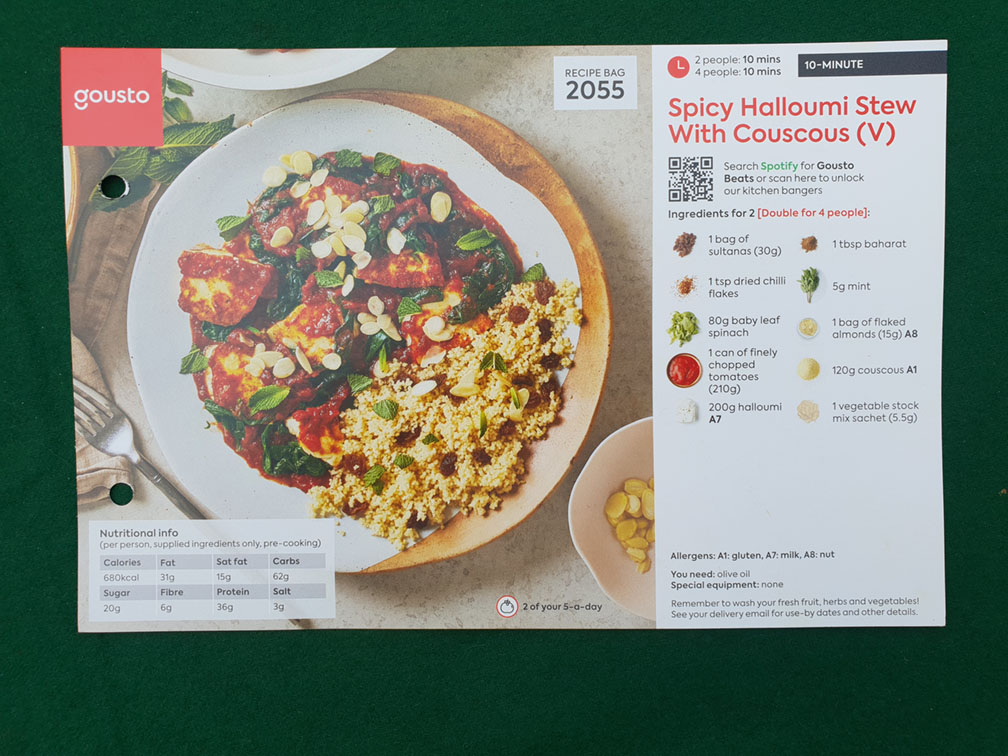 gousto
RECIPE BAG
2055
2 people: 10 mins
4 people: 10 mins
10-MINUTE
Spicy Halloumi Stew
With Couscous (V)
Search Spotify for Gousto
Beats or scan here to unlock
our kitchen bangers
Ingredients for 2 [Double for 4 people]:
1 bag of
sultanas (30g)
1 tbsp baharat
1 tsp dried chilli
flakes
5g mint
80g baby leaf
spinach
1 bag of flaked
almonds (15g) A8
1 can of finely
chopped
tomatoes
(210g)
120g couscous A1
200g halloumi
A7
1 vegetable stock
mix sachet (5.5g)
Allergens: A1: gluten, A7: milk, A8: nut
You need: olive oil
Special equipment: none
Remember to wash your fresh fruit, herbs and vegetables!
See your delivery email for use-by dates and other details.
Nutritional info
(per person, supplied ingredients only, pre-cooking)
Calories Fat Sat fat Carbs
680kcal 31g 15g 62g
Sugar Fibre Protein Salt
20g 6g 36g 3g
2 of your 5-a-day